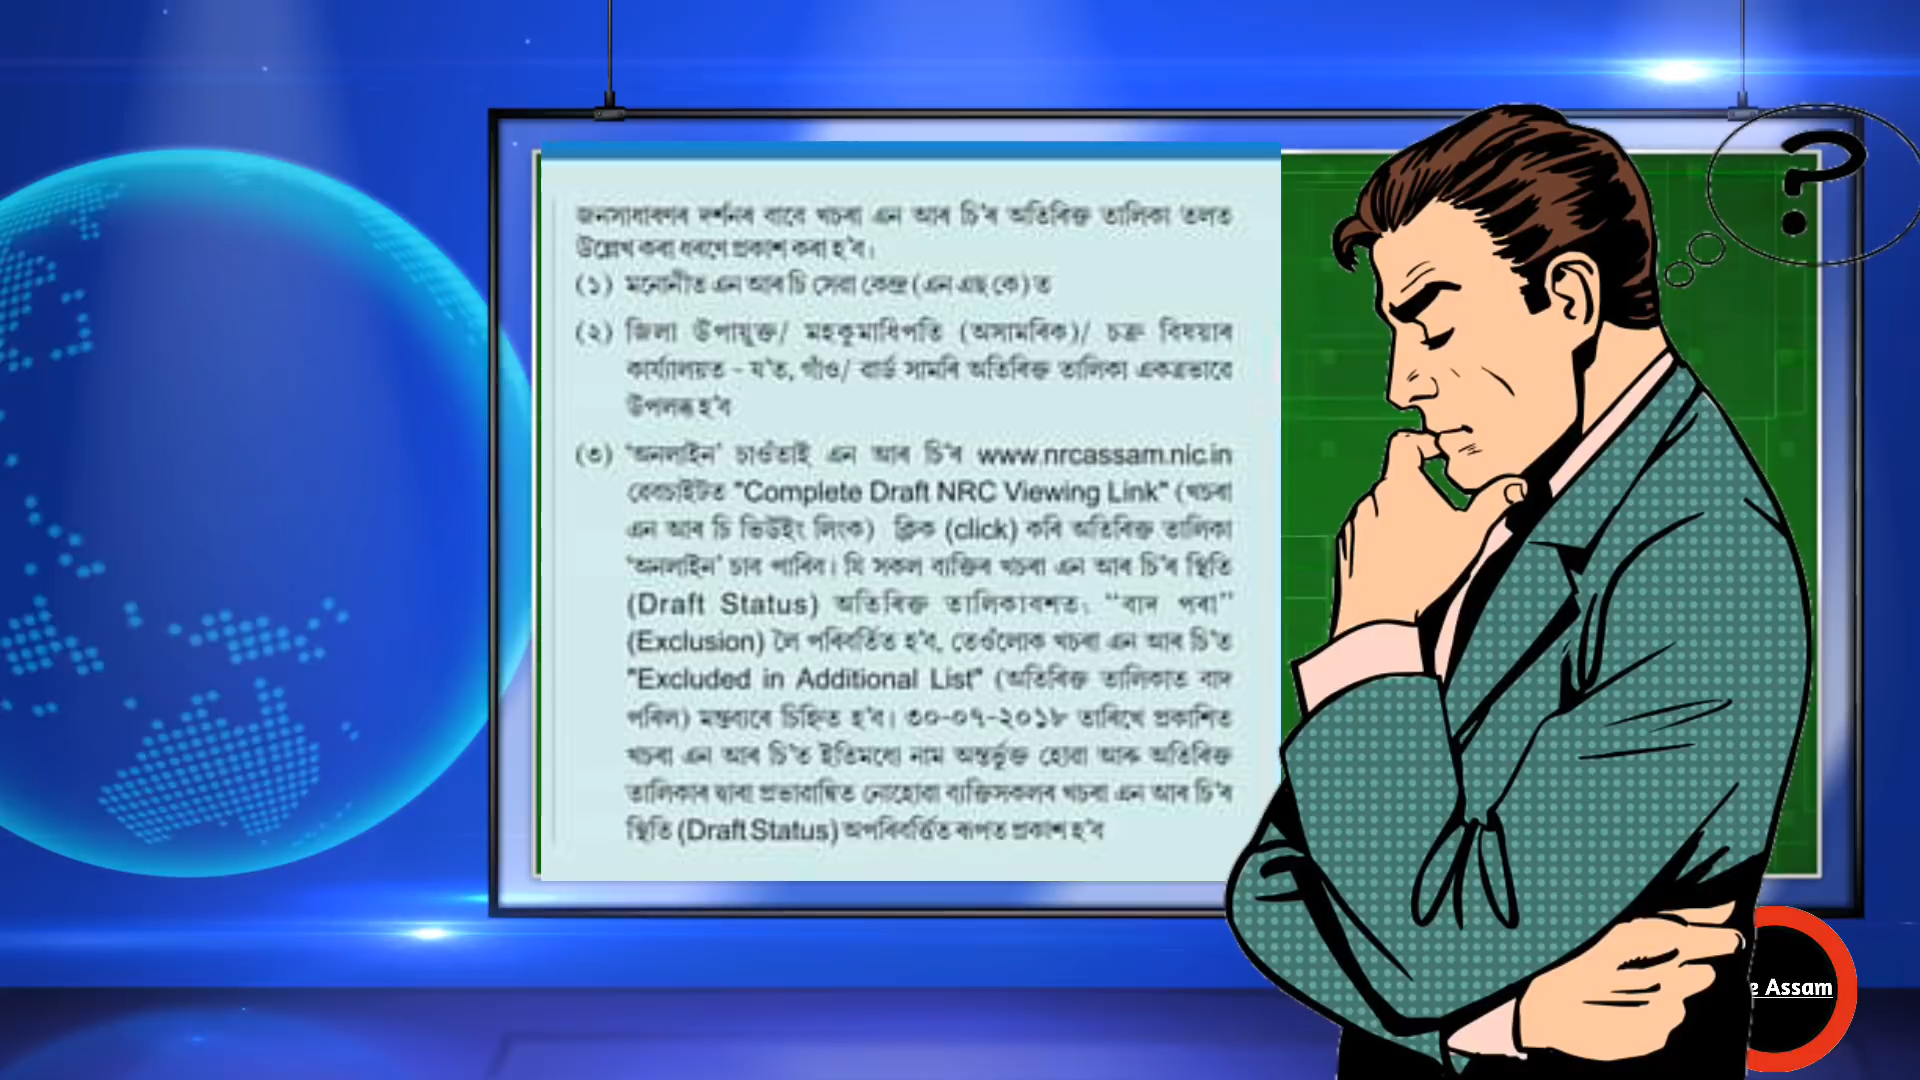 জনসাধাৰণৰ দৰ্শনৰ বাবে খচৰা এন আৰ চি'ৰ অতিৰিক্ত তালিকা তলত
উল্লেখ কৰা ধৰণে প্ৰকাশ কৰা হ'ব।
(১) মনোনীত এন আৰ চি সেৱা কেন্দ্ৰ (এন এছ কে) ত
(২) জিলা উপায়ুক্ত/ মহকুমাধিপতি (অসামৰিক)/ চক্ৰ বিষয়াৰ
কাৰ্য্যালয়ত - য'ত, গাঁও/ ৱাৰ্ড সামৰি অতিৰিক্ত তালিকা একত্ৰভাবে
উপলব্ধ হ'ব
(৩) 'অনলাইন' চাওঁতাই এন আৰ চি'ৰ www.nrcassam.nic.in
ৱেবচাইটত "Complete Draft NRC Viewing Link" (খচৰা
এন আৰ চি ভিউইং লিংক) ক্লিক (click) কৰি অতিৰিক্ত তালিকা
'অনলাইন' চাব পাৰিব। যি সকল ব্যক্তিৰ খচৰা এন আৰ চি'ৰ স্থিতি
(Draft Status) অতিৰিক্ত তালিকাবশতঃ "বাদ পৰা"
(Exclusion) লৈ পৰিবৰ্তিত হ'ব, তেওঁলোক খচৰা এন আৰ চি'ত
"Excluded in Additional List" (অতিৰিক্ত তালিকাত বাদ
পৰিল) মন্তব্যৰে চিহ্নিত হ'ব। ৩০-০৭-২০১৮ তাৰিখে প্ৰকাশিত
খচৰা এন আৰ চি'ত ইতিমধ্যে নাম অন্তৰ্ভুক্ত হোৱা আৰু অতিৰিক্ত
তালিকাৰ দ্বাৰা প্ৰভাৱান্বিত নোহোৱা ব্যক্তিসকলৰ খচৰা এন আৰ চি'ৰ
স্থিতি (Draft Status) অপৰিবৰ্ত্তিত ৰূপত প্ৰকাশ হ'ব
?
Assam